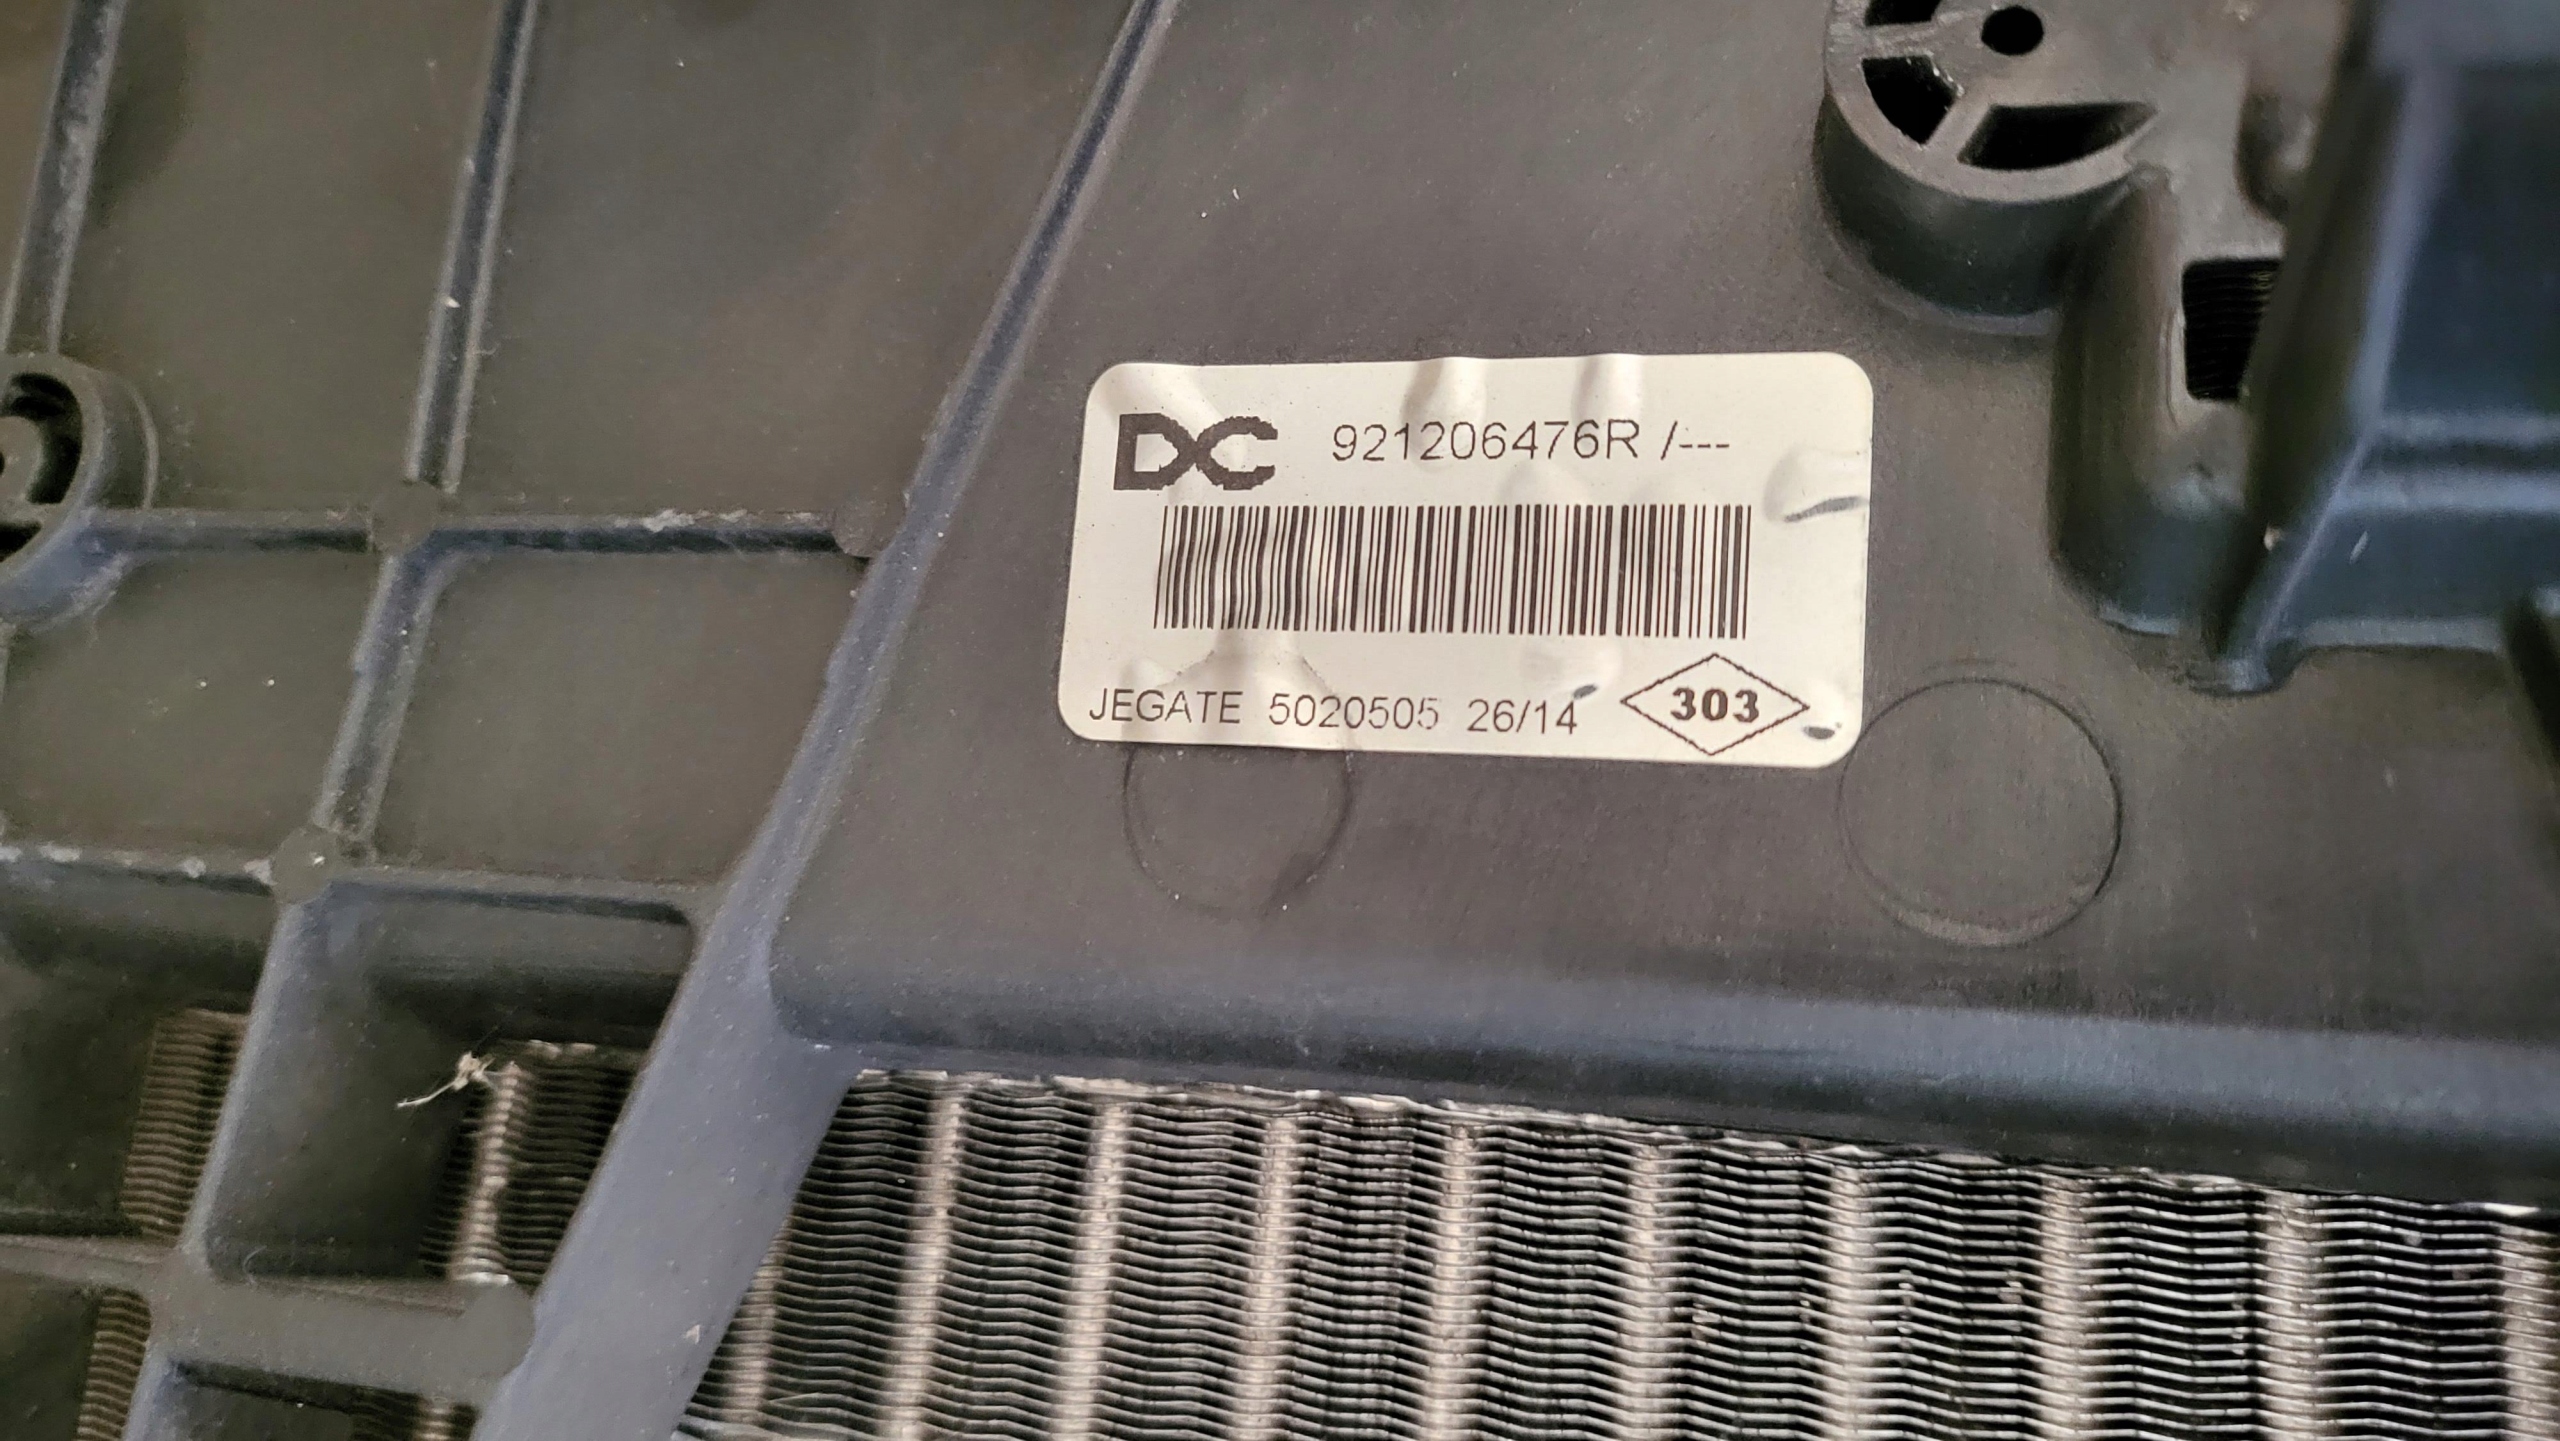 DC 921206476R /---
JEGATE 5020505 26/14 303